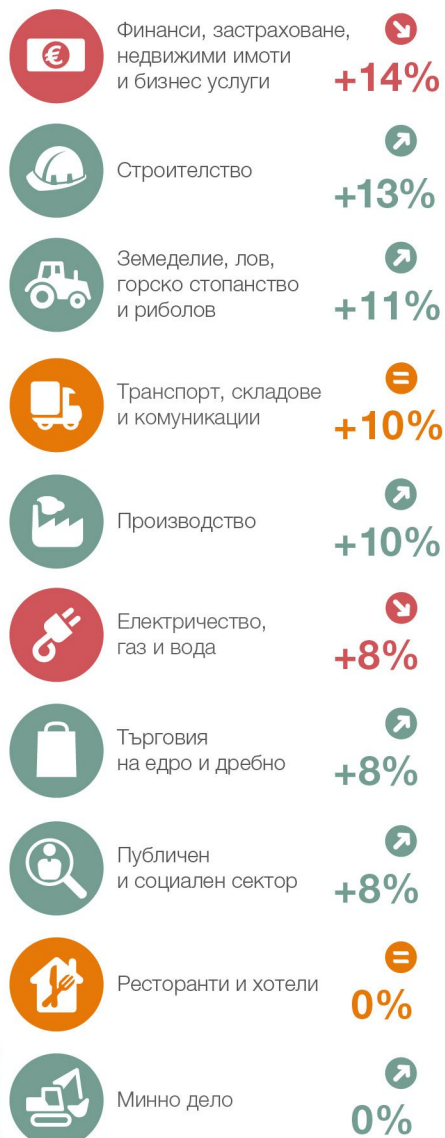 Финанси, застраховане,
недвижими имоти
и бизнес услуги
+14%
Строителство
+13%
Земеделие, лов,
горско стопанство
и риболов
+11%
Транспорт, складове
и комуникации
+10%
Производство
+10%
Електричество,
газ и вода
+8%
Търговия
на едро и дребно
+8%
Публичен
и социален сектор
+8%
Ресторанти и хотели
0%
Минно дело
0%